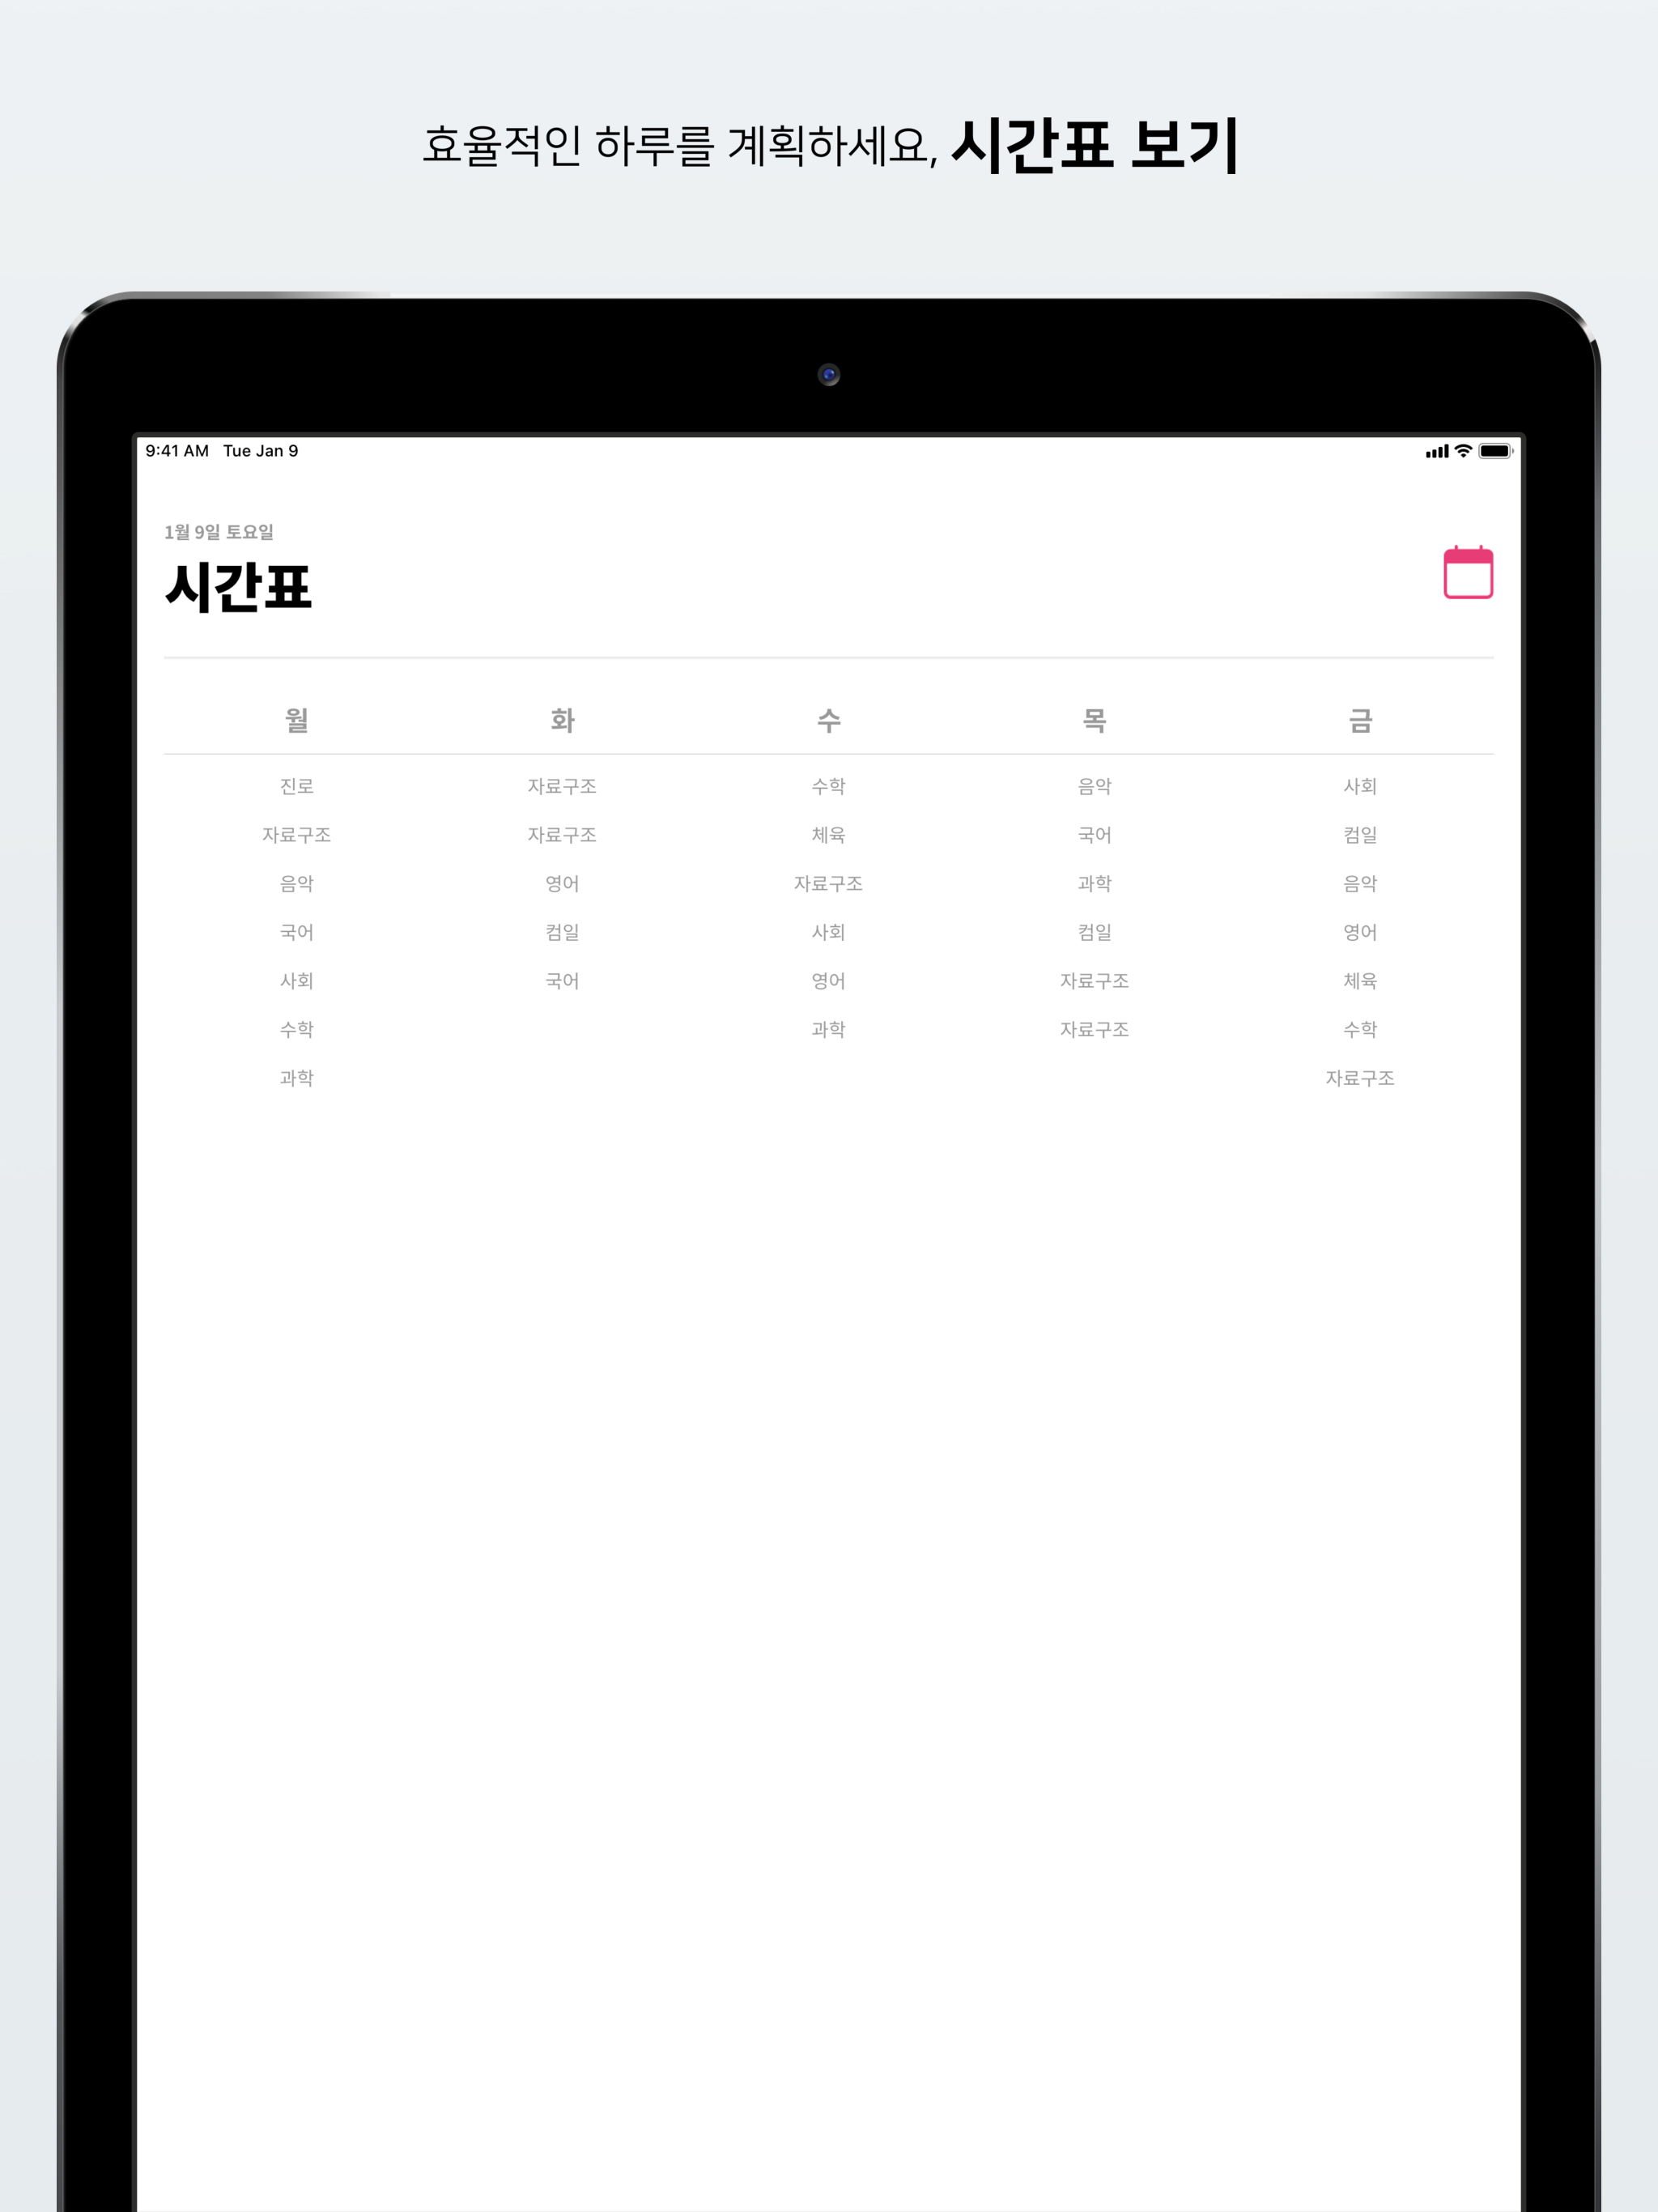 효율적인 하루를 계획하세요, 시간표 보기
9:41 AM Tue Jan 9
1월 9일 토요일
시간표
월 화 수 목 금
진로 자료구조 수학 음악 사회
자료구조 자료구조 체육 국어 컴일
음악 영어 자료구조 과학 음악
국어 컴일 사회 컴일 영어
사회 국어 영어 자료구조 체육
수학 과학 자료구조 수학
과학 자료구조